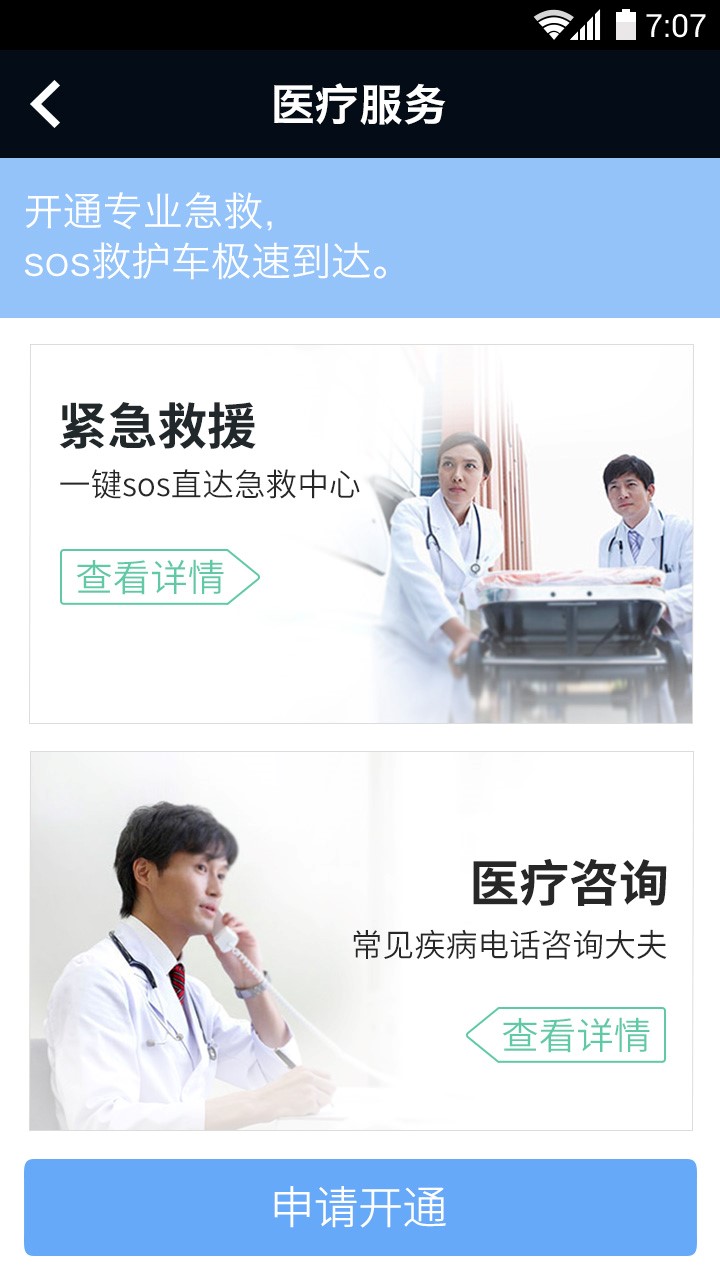 7:07
医疗服务
开通专业急救,
sos救护车极速到达。
紧急救援
一键sos直达急救中心
查看详情
医疗咨询
常见疾病电话咨询大夫
查看详情
申请开通